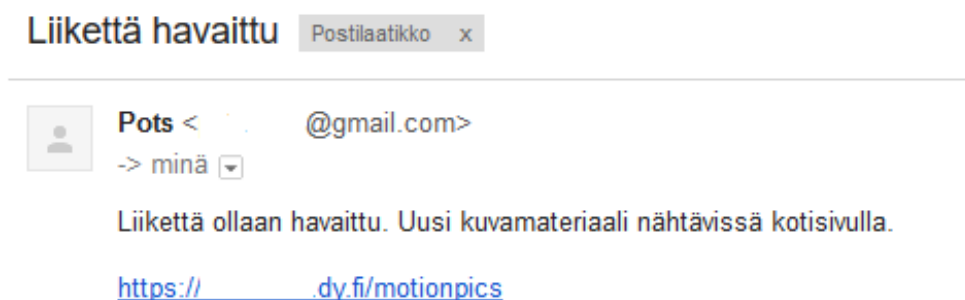 Liikettä havaittu Postilaatikko x
Pots < @gmail.com>
-> minä
Liikettä ollaan havaittu. Uusi kuvamateriaali nähtävissä kotisivulla.
https:// .dy.fi/motionpics